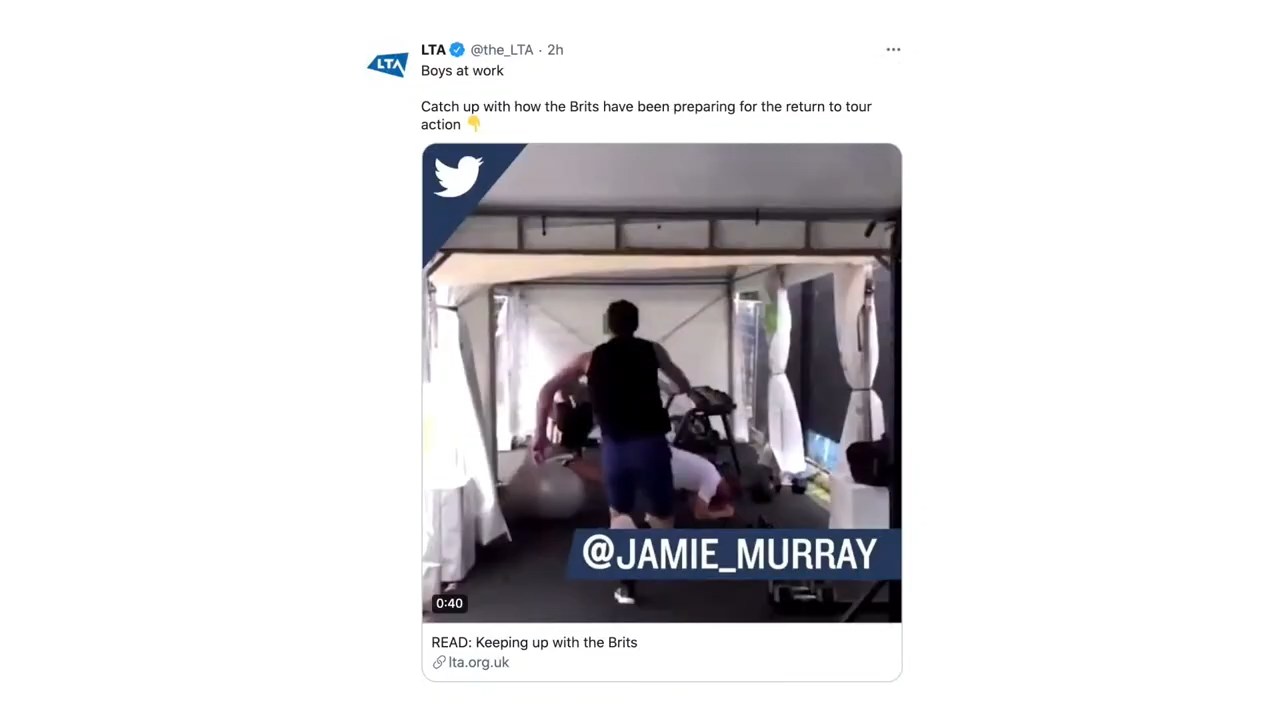 LTA @the_LTA · 2h
LTA
Boys at work
Catch up with how the Brits have been preparing for the return to tour
action 👇
@JAMIE_MURRAY
0:40
READ: Keeping up with the Brits
lta.org.uk